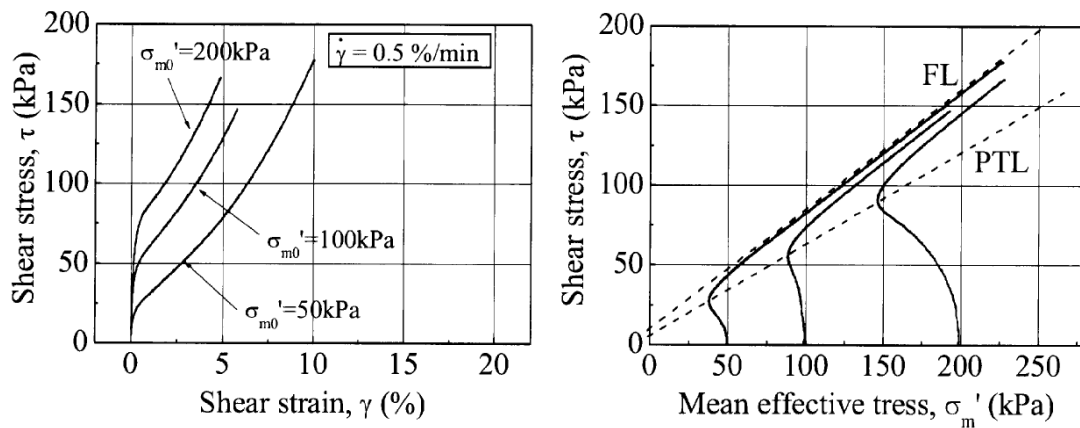 200
150
100
50
0
Shear stress, τ (kPa)
σm0'=200kPa
γ̇ = 0.5 %/min
σm0'=100kPa
σm0'=50kPa
0 5 10 15 20
Shear strain, γ (%)
200
150
100
50
0
Shear stress, τ (kPa)
FL
PTL
0 50 100 150 200 250
Mean effective tress, σm' (kPa)